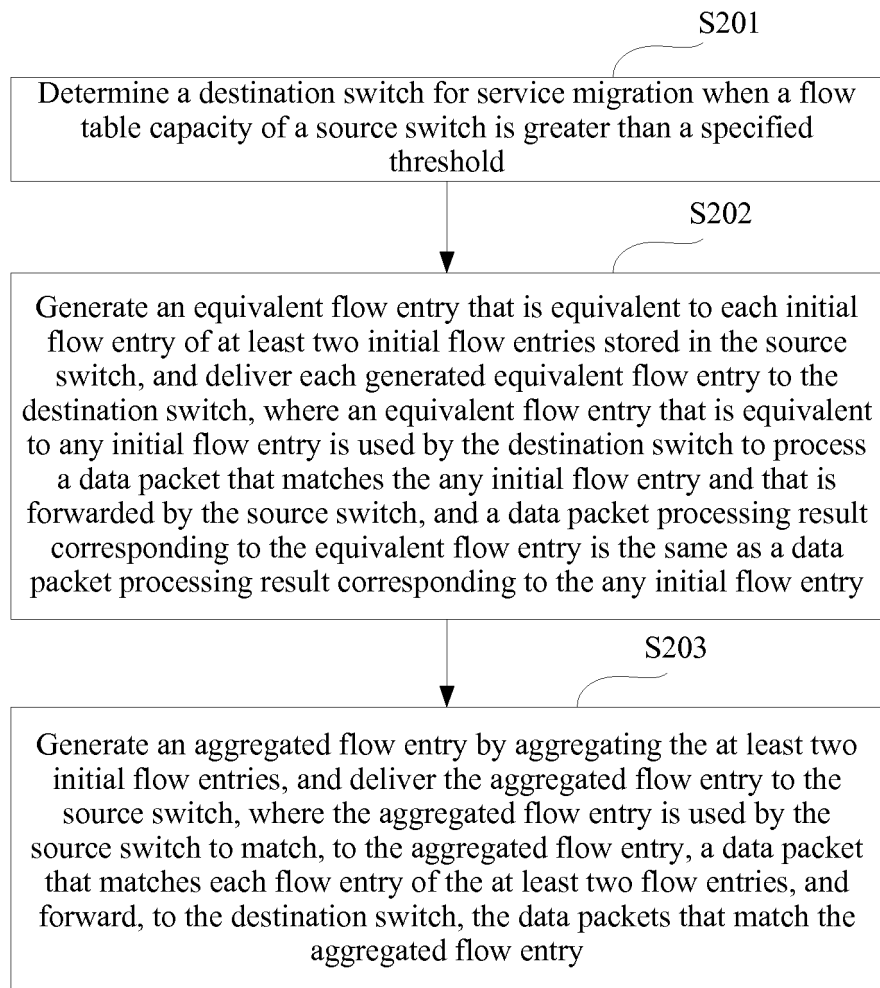 S201
Determine a destination switch for service migration when a flow
table capacity of a source switch is greater than a specified
threshold
S202
Generate an equivalent flow entry that is equivalent to each initial
flow entry of at least two initial flow entries stored in the source
switch, and deliver each generated equivalent flow entry to the
destination switch, where an equivalent flow entry that is equivalent
to any initial flow entry is used by the destination switch to process
a data packet that matches the any initial flow entry and that is
forwarded by the source switch, and a data packet processing result
corresponding to the equivalent flow entry is the same as a data
packet processing result corresponding to the any initial flow entry
S203
Generate an aggregated flow entry by aggregating the at least two
initial flow entries, and deliver the aggregated flow entry to the
source switch, where the aggregated flow entry is used by the
source switch to match, to the aggregated flow entry, a data packet
that matches each flow entry of the at least two flow entries, and
forward, to the destination switch, the data packets that match the
aggregated flow entry